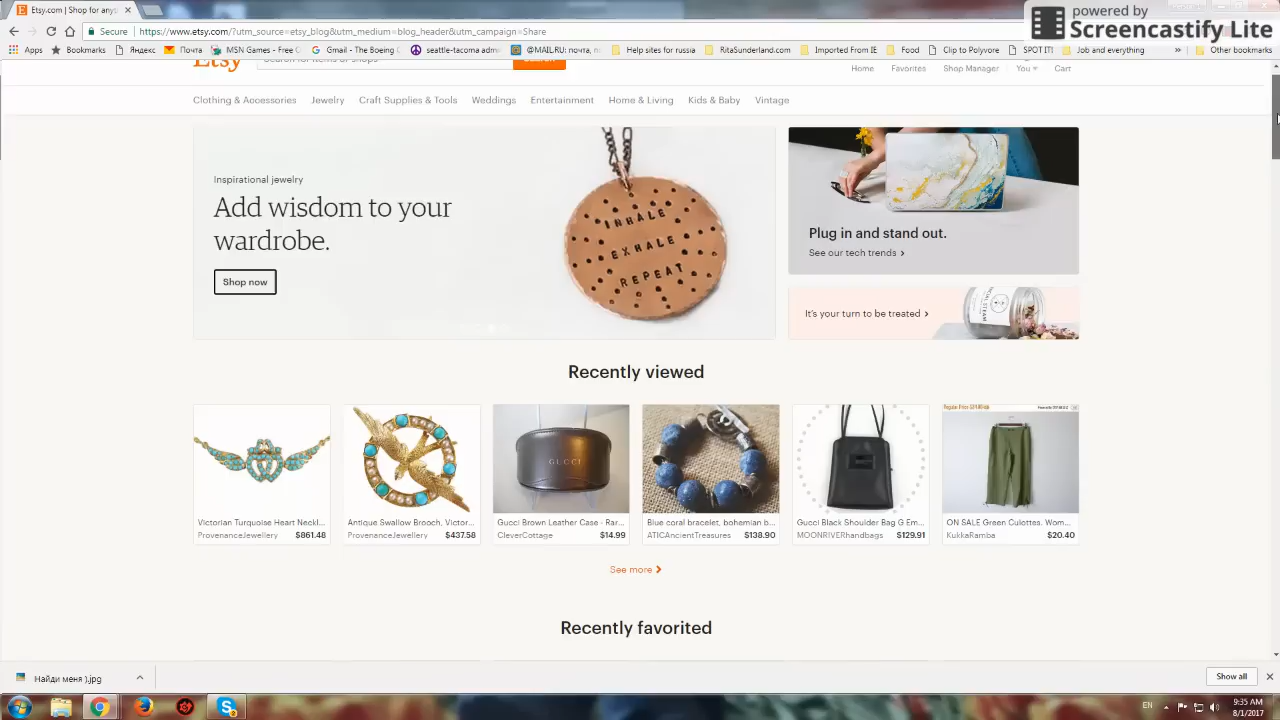 Etsy.com | Shop for anyt
powered by
Screencastify Lite
Secure | https://www.etsy.com/?utm_source=etsy_blog&utm_medium=blog_header&utm_campaign=Share
Apps Bookmarks Яндекс Почта MSN Games - Free G Gmail - The Boeing seattle-tacoma @MAIL.RU: почта, п Help sites for russia RitaSunderland.com Imported From IE Food Clip to Polyvore SPOT IT! Job and everything » Other bookmarks
Etsy Search for items or shops Search
Home Favorites Shop Manager You Cart
Clothing & Accessories Jewelry Craft Supplies & Tools Weddings Entertainment Home & Living Kids & Baby Vintage
Inspirational jewelry
Add wisdom to your
wardrobe.
Shop now
INHALE
EXHALE
REPEAT
Plug in and stand out.
See our tech trends >
It's your turn to be treated >
Recently viewed
GUCCI
Victorian Turquoise Heart Neckl...
ProvenanceJewellery $861.48
Antique Swallow Brooch, Victor...
ProvenanceJewellery $437.58
Gucci Brown Leather Case - Rar...
CleverCottage $14.99
Blue coral bracelet, bohemian b...
ATICAncientTreasures $138.90
Gucci Black Shoulder Bag G Em...
MOONRIVERhandbags $129.91
ON SALE Green Culottes. Wom...
KukkaRamba $20.40
See more >
Recently favorited
Найди меня ).jpg
Show all
EN
9:35 AM
8/1/2017